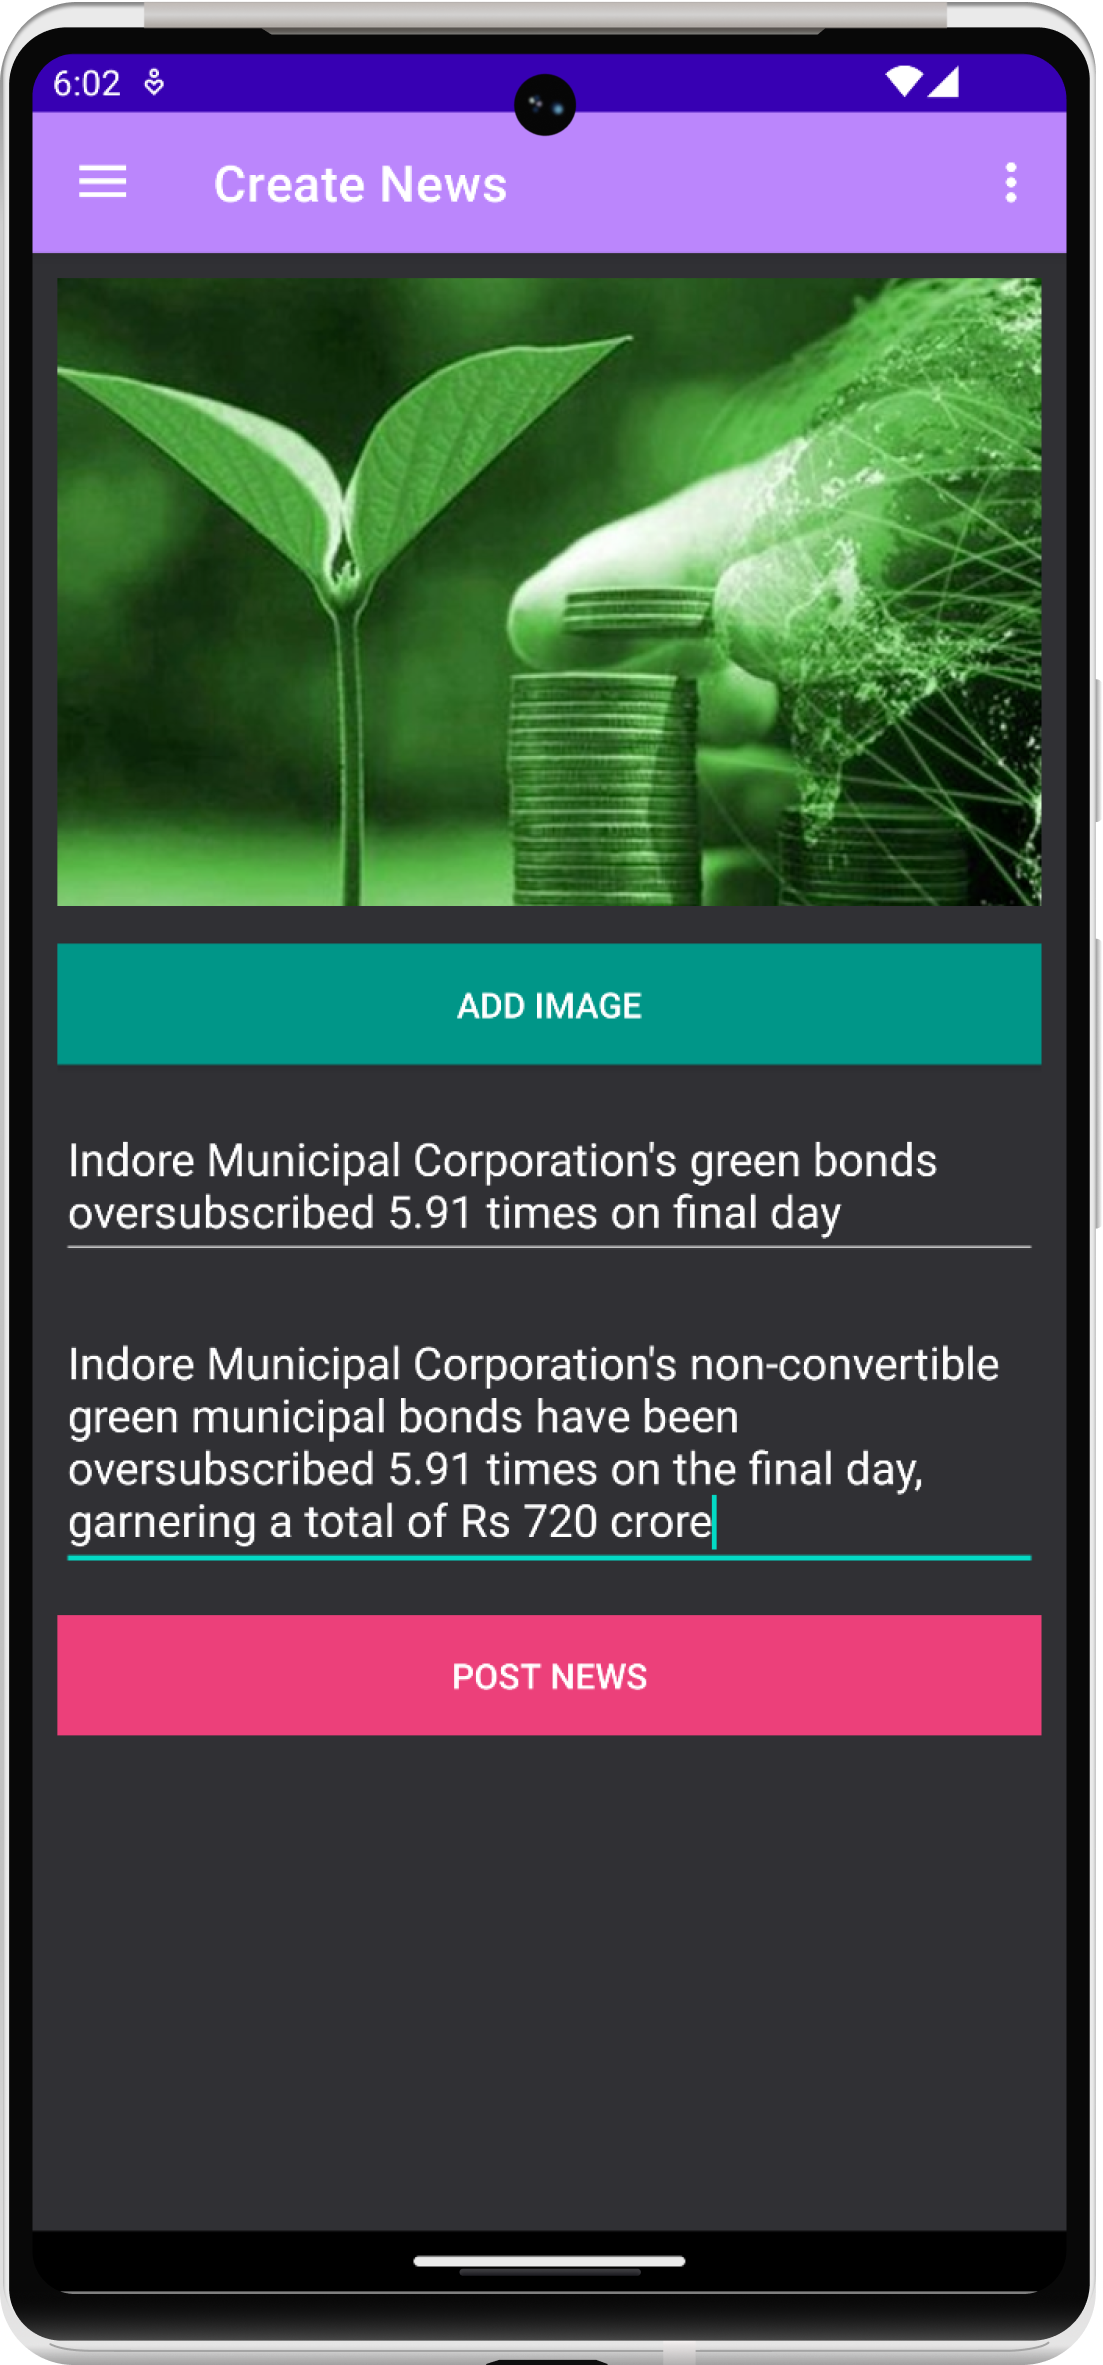 6:02
Create News
ADD IMAGE
Indore Municipal Corporation's green bonds
oversubscribed 5.91 times on final day
Indore Municipal Corporation's non-convertible
green municipal bonds have been
oversubscribed 5.91 times on the final day,
garnering a total of Rs 720 crore
POST NEWS